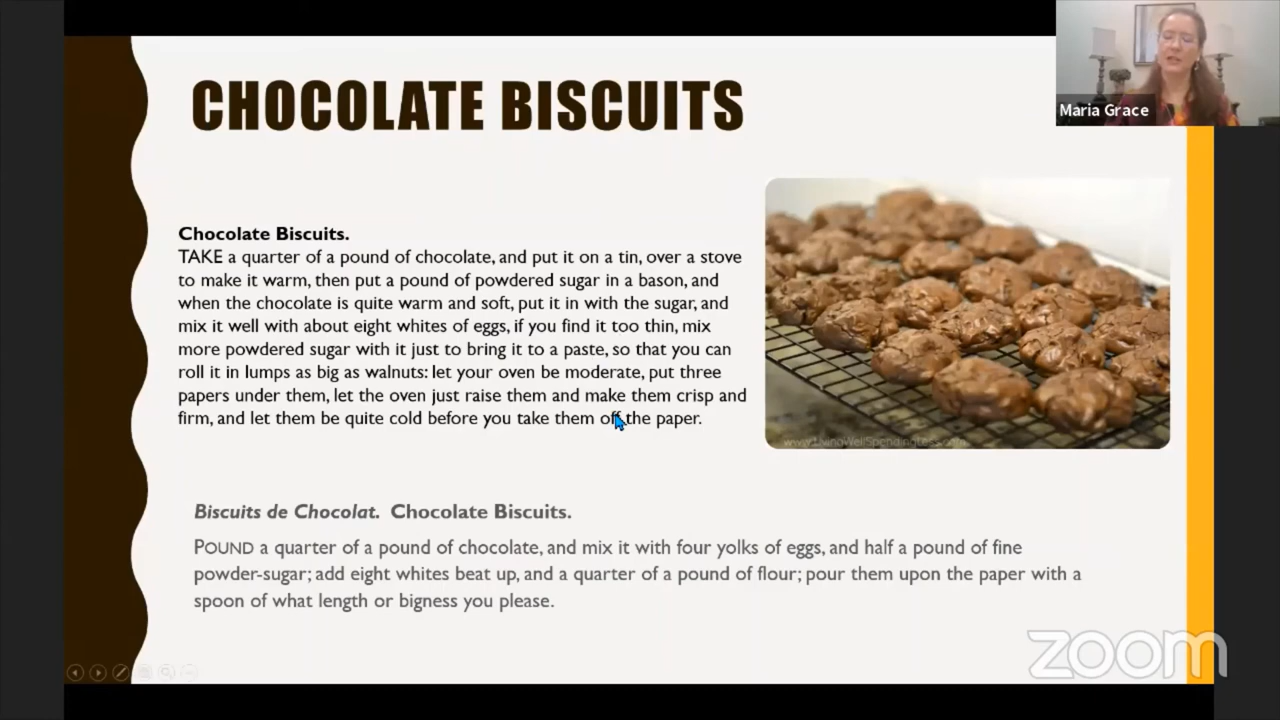 CHOCOLATE BISCUITS
Maria Grace
Chocolate Biscuits.
TAKE a quarter of a pound of chocolate, and put it on a tin, over a stove
to make it warm, then put a pound of powdered sugar in a bason, and
when the chocolate is quite warm and soft, put it in with the sugar, and
mix it well with about eight whites of eggs, if you find it too thin, mix
more powdered sugar with it just to bring it to a paste, so that you can
roll it in lumps as big as walnuts: let your oven be moderate, put three
papers under them, let the oven just raise them and make them crisp and
firm, and let them be quite cold before you take them off the paper.
www.LivingWellSpendingLess.com
Biscuits de Chocolat. Chocolate Biscuits.
POUND a quarter of a pound of chocolate, and mix it with four yolks of eggs, and half a pound of fine
powder-sugar; add eight whites beat up, and a quarter of a pound of flour; pour them upon the paper with a
spoon of what length or bigness you please.
zoom